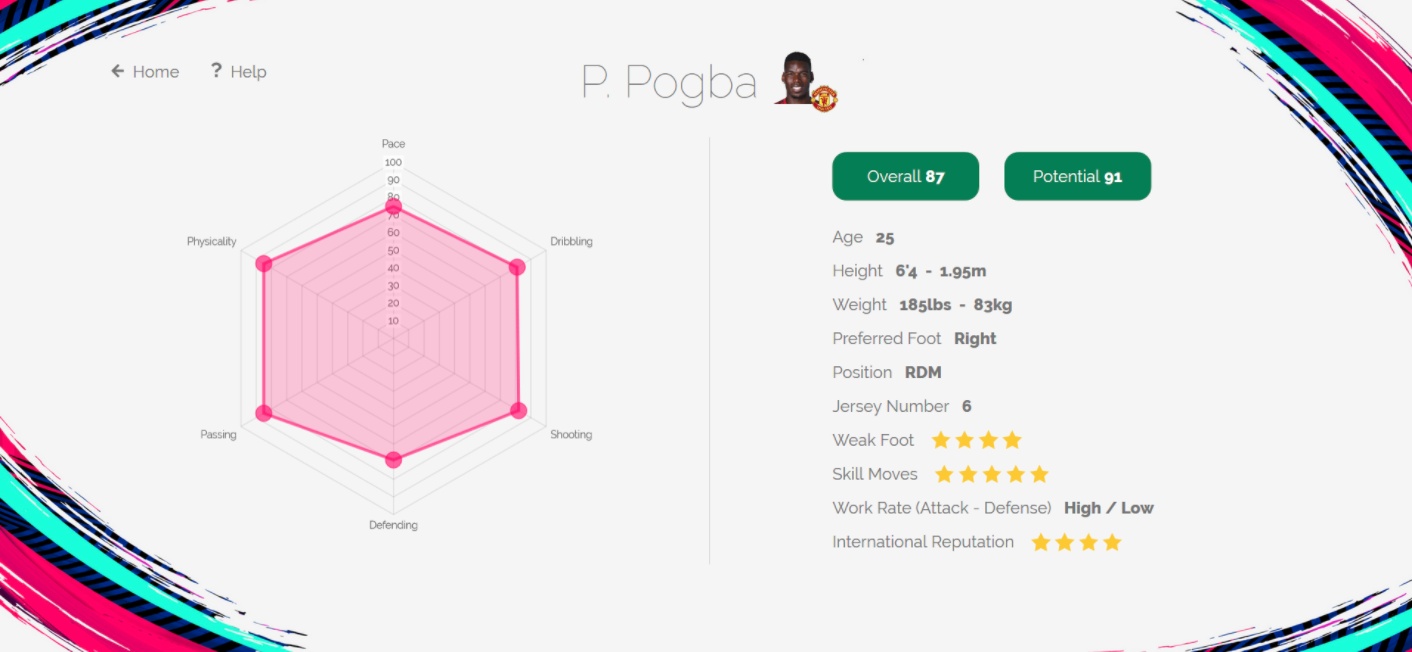 Home
? Help
P. Pogba
Pace
100
90
80
70
60
50
40
30
20
10
Physicality
Dribbling
Passing
Shooting
Defending
Overall 87
Potential 91
Age 25
Height 6'4 - 1.95m
Weight 185lbs - 83kg
Preferred Foot Right
Position RDM
Jersey Number 6
Weak Foot
Skill Moves
Work Rate (Attack - Defense) High / Low
International Reputation